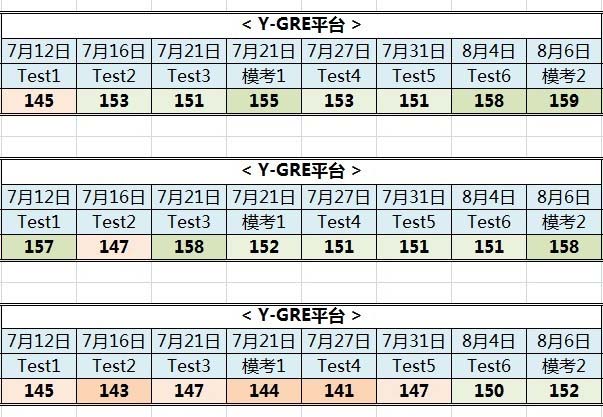 < Y-GRE平台 >
7月12日 7月16日 7月21日 7月21日 7月27日 7月31日 8月4日 8月6日
Test1 Test2 Test3 模考1 Test4 Test5 Test6 模考2
145 153 151 155 153 151 158 159
< Y-GRE平台 >
7月12日 7月16日 7月21日 7月21日 7月27日 7月31日 8月4日 8月6日
Test1 Test2 Test3 模考1 Test4 Test5 Test6 模考2
157 147 158 152 151 151 151 158
< Y-GRE平台 >
7月12日 7月16日 7月21日 7月21日 7月27日 7月31日 8月4日 8月6日
Test1 Test2 Test3 模考1 Test4 Test5 Test6 模考2
145 143 147 144 141 147 150 152